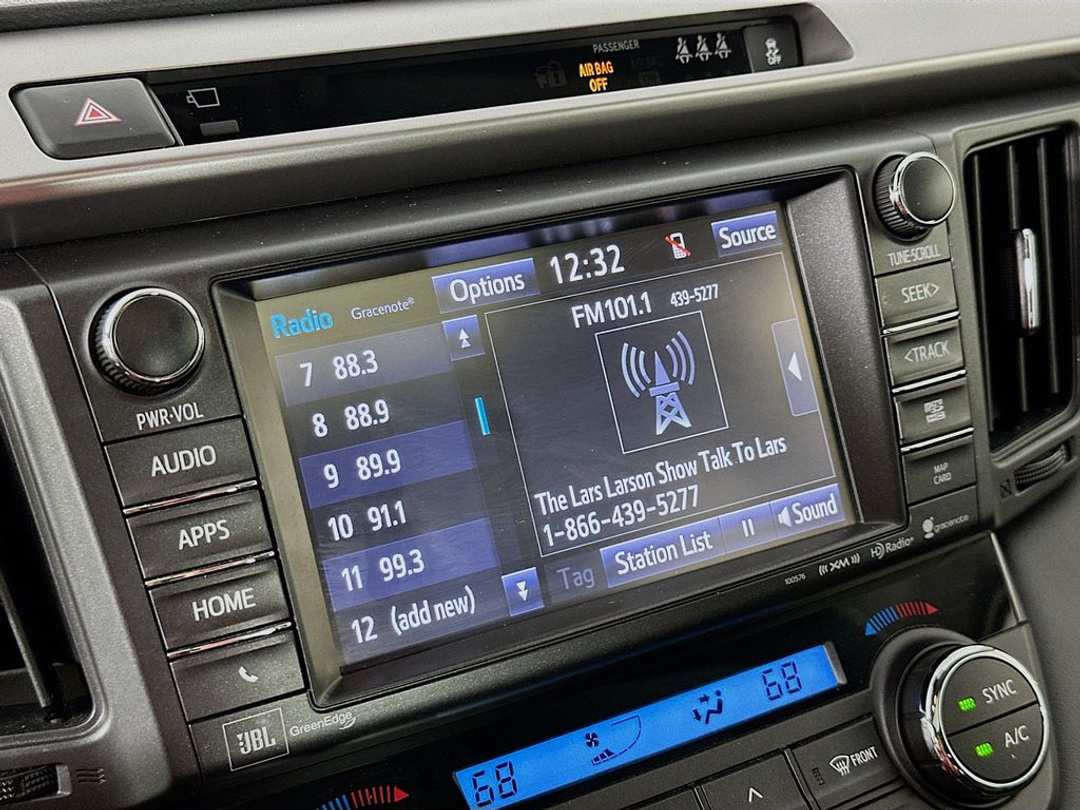 PASSENGER
AIR BAG
OFF
OFF
PWR·VOL
AUDIO
APPS
HOME
JBL
GreenEdge
Radio
Gracenote®
Options
12:32
Source
7 88.3
8 88.9
9 89.9
10 91.1
11 99.3
12 (add new)
FM101.1 439-5277
The Lars Larson Show Talk To Lars
1-866-439-5277
Tag
Station List
Sound
TUNE·SCROLL
SEEK>
<TRACK
MAP
CARD
gracenote
100576
((XM))
HD Radio®
68
68
FRONT
SYNC
A/C